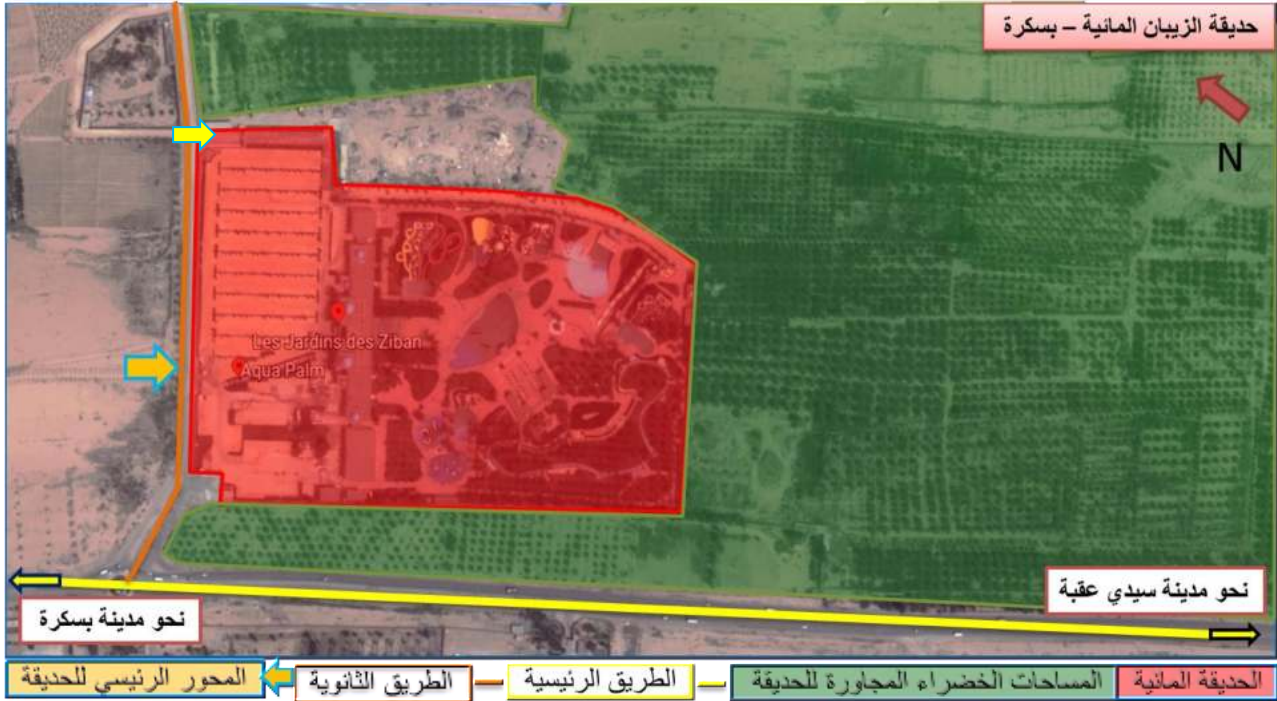 حديقة الزيبان المائية – بسكرة
N
Les Jardins des Ziban
Aqua Palm
نحو مدينة سيدي عقبة
نحو مدينة بسكرة
الحديقة المائية
المساحات الخضراء المجاورة للحديقة
الطريق الرئيسية
الطريق الثانوية
المحور الرئيسي للحديقة